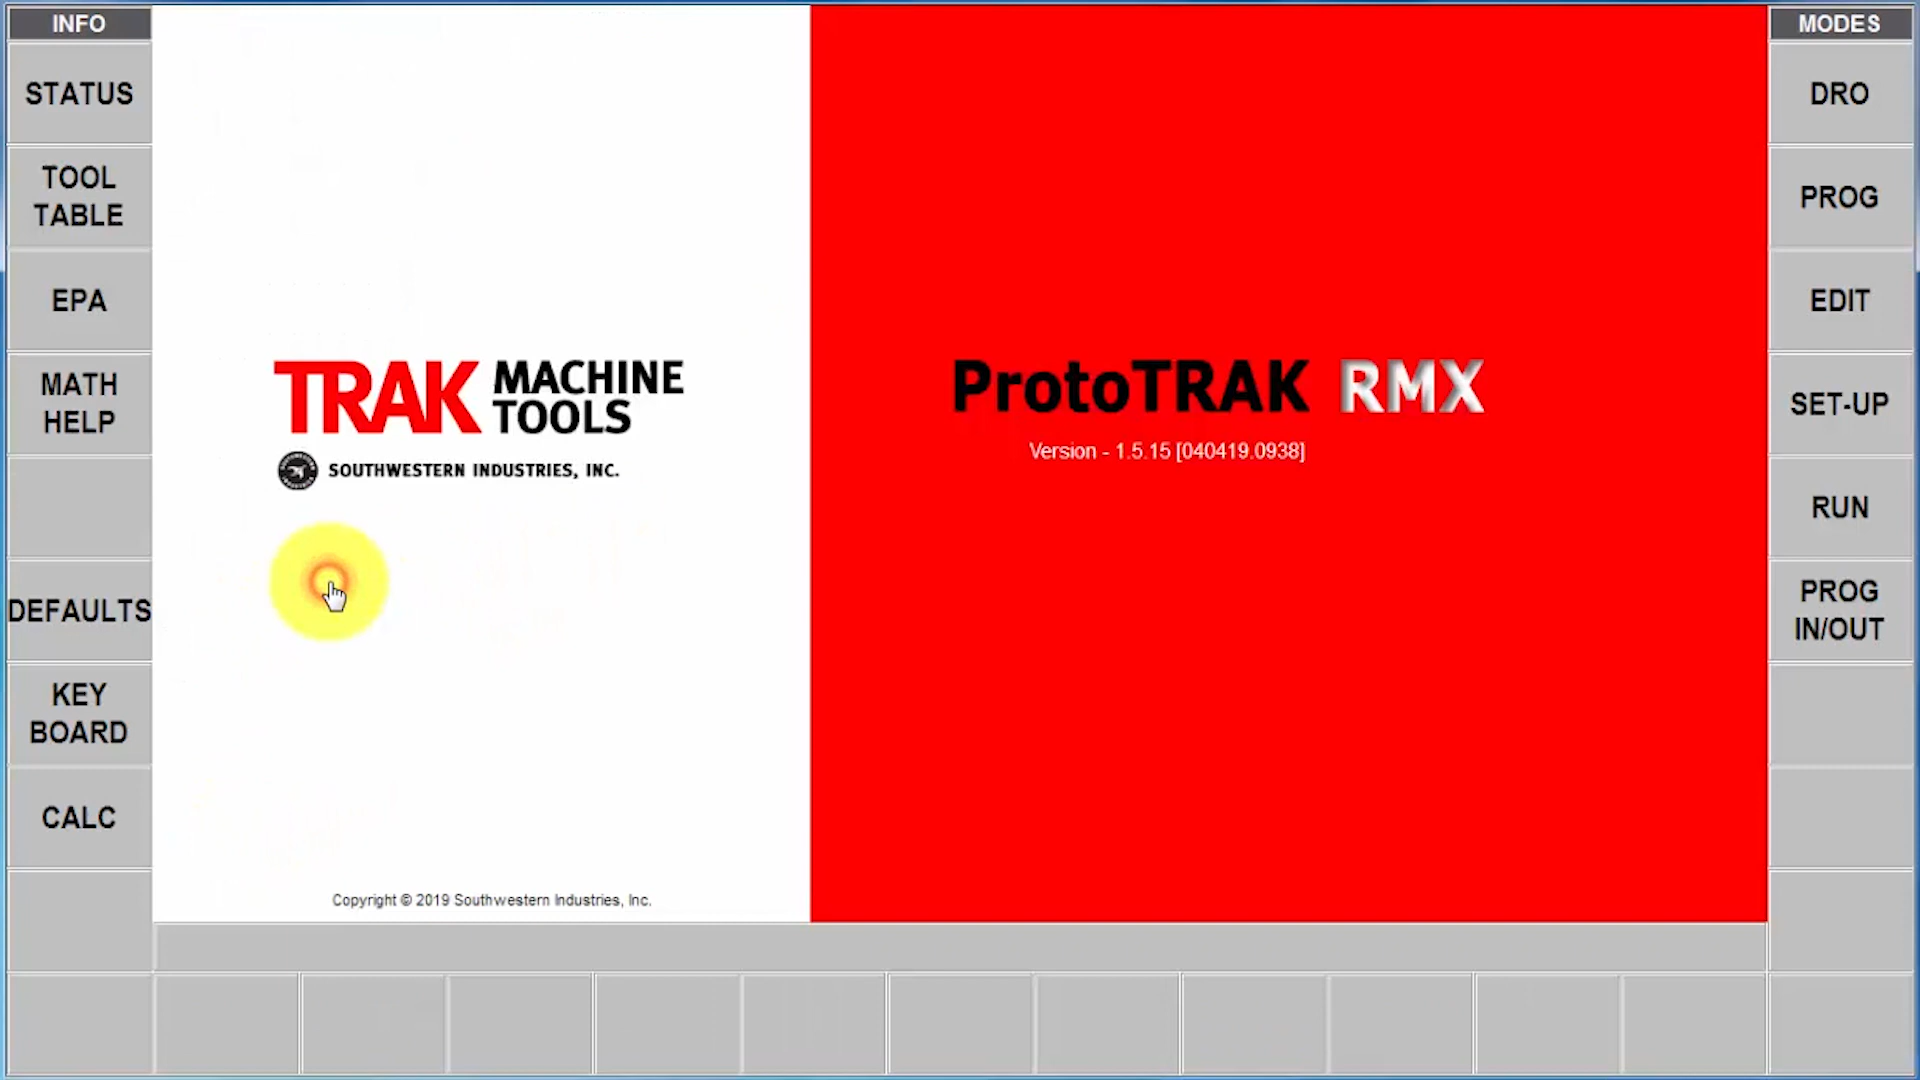 INFO
STATUS
TOOL
TABLE
EPA
MATH
HELP
DEFAULTS
KEY
BOARD
CALC
TRAK MACHINE
TOOLS
SOUTHWESTERN INDUSTRIES, INC.
Copyright © 2019 Southwestern Industries, Inc.
ProtoTRAK RMX
Version - 1.5.15 [040419.0938]
MODES
DRO
PROG
EDIT
SET-UP
RUN
PROG
IN/OUT